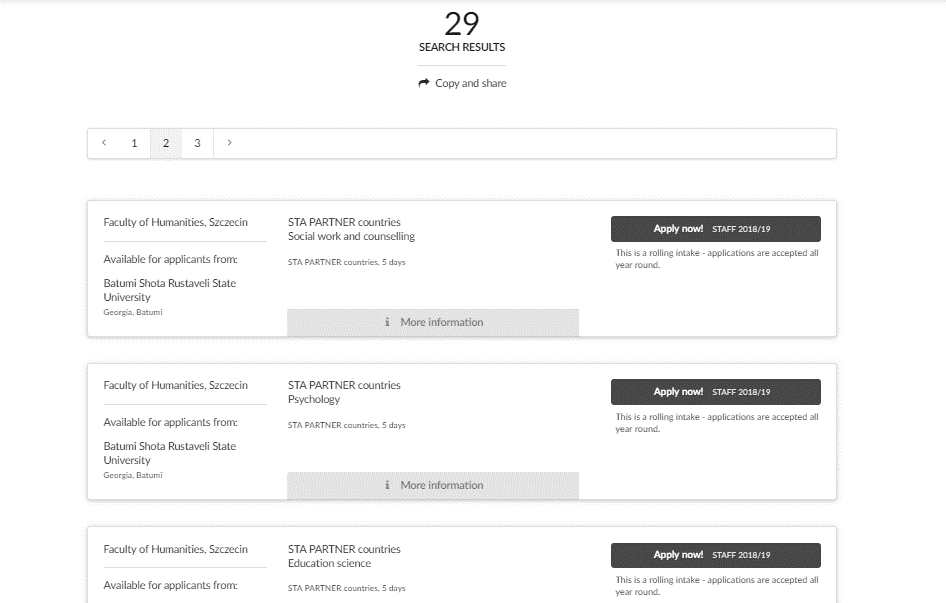 29
SEARCH RESULTS
Copy and share
1 2 3
Faculty of Humanities, Szczecin
Available for applicants from:
Batumi Shota Rustaveli State
University
Georgia, Batumi
STA PARTNER countries
Social work and counselling
STA PARTNER countries, 5 days
More information
Apply now! STAFF 2018/19
This is a rolling intake - applications are accepted all
year round.
Faculty of Humanities, Szczecin
Available for applicants from:
Batumi Shota Rustaveli State
University
Georgia, Batumi
STA PARTNER countries
Psychology
STA PARTNER countries, 5 days
More information
Apply now! STAFF 2018/19
This is a rolling intake - applications are accepted all
year round.
Faculty of Humanities, Szczecin
Available for applicants from:
STA PARTNER countries
Education science
STA PARTNER countries, 5 days
Apply now! STAFF 2018/19
This is a rolling intake - applications are accepted all
year round.